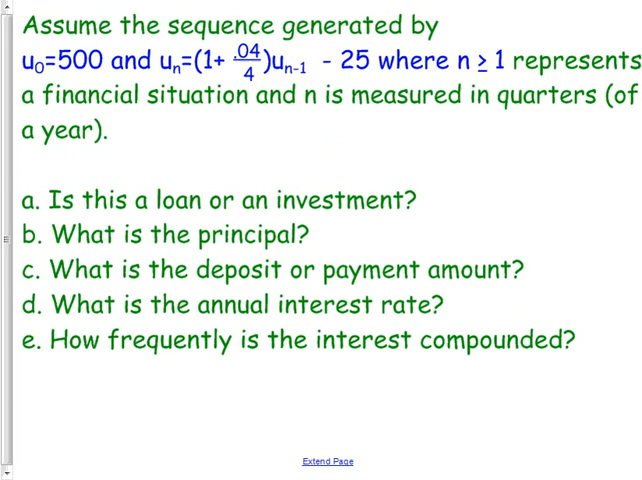 Assume the sequence generated by
u₀=500 and uₙ=(1+ .04/4)uₙ₋₁ - 25 where n ≥ 1 represents
a financial situation and n is measured in quarters (of
a year).
a. Is this a loan or an investment?
b. What is the principal?
c. What is the deposit or payment amount?
d. What is the annual interest rate?
e. How frequently is the interest compounded?
Extend Page